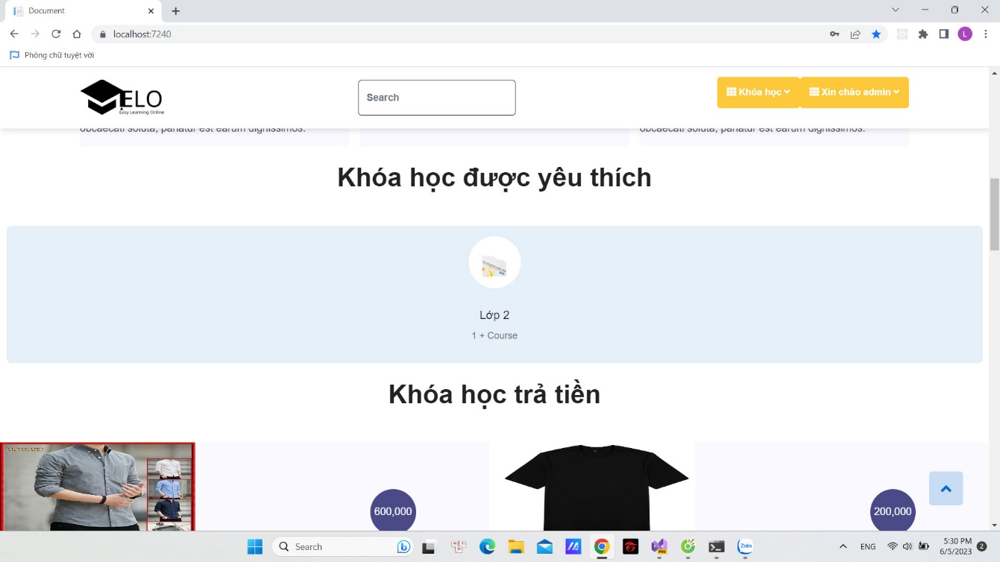 Document
localhost:7240
L
Phông chữ tuyệt vời
ELO
Easy Learning Online
Search
Khóa học
Xin chào admin
obcaecati soluta, pariatur est earum dignissimos.
obcaecati soluta, pariatur est earum dignissimos.
Khóa học được yêu thích
Lớp 2
1 + Course
Khóa học trả tiền
600,000
200,000
Search
Zalo
ENG
5:30 PM
6/5/2023
2